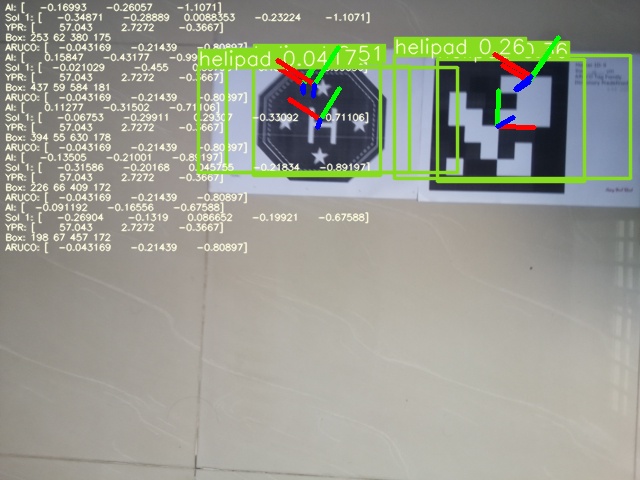 AI: [ -0.16993 -0.26057 -1.1071]
Sol 1: [ -0.34871 -0.28889 0.0088353 -0.23224 -1.1071]
YPR: [ 57.043 2.7272 -0.3667]
Box: 253 62 380 175
ARUCO: [ -0.043169 -0.21439 -0.80897]
AI: [ 0.15847 -0.43177
Sol 1: [ -0.021029 -0.455
YPR: [ 57.043 2.7272 -0.3667]
Box: 437 59 584 181
ARUCO: [ -0.043169 -0.21439 -0.80897]
AI: [ 0.11277 -0.31502 -0.71106]
Sol 1: [ -0.06753 -0.29911 0.29307 -0.33092 -0.71106]
YPR: [ 57.043 2.7272 -0.3667]
Box: 394 55 630 178
ARUCO: [ -0.043169 -0.21439 -0.80897]
AI: [ -0.13505 -0.21001 -0.89197]
Sol 1: [ -0.31586 -0.20168 0.045755 -0.21834 -0.89197]
YPR: [ 57.043 2.7272 -0.3667]
Box: 226 66 409 172
ARUCO: [ -0.043169 -0.21439 -0.80897]
AI: [ -0.091192 -0.16556 -0.67588]
Sol 1: [ -0.26904 -0.1319 0.086652 -0.19921 -0.67588]
YPR: [ 57.043 2.7272 -0.3667]
Box: 198 67 457 172
ARUCO: [ -0.043169 -0.21439 -0.80897]
helipad
helipad 0.26
H